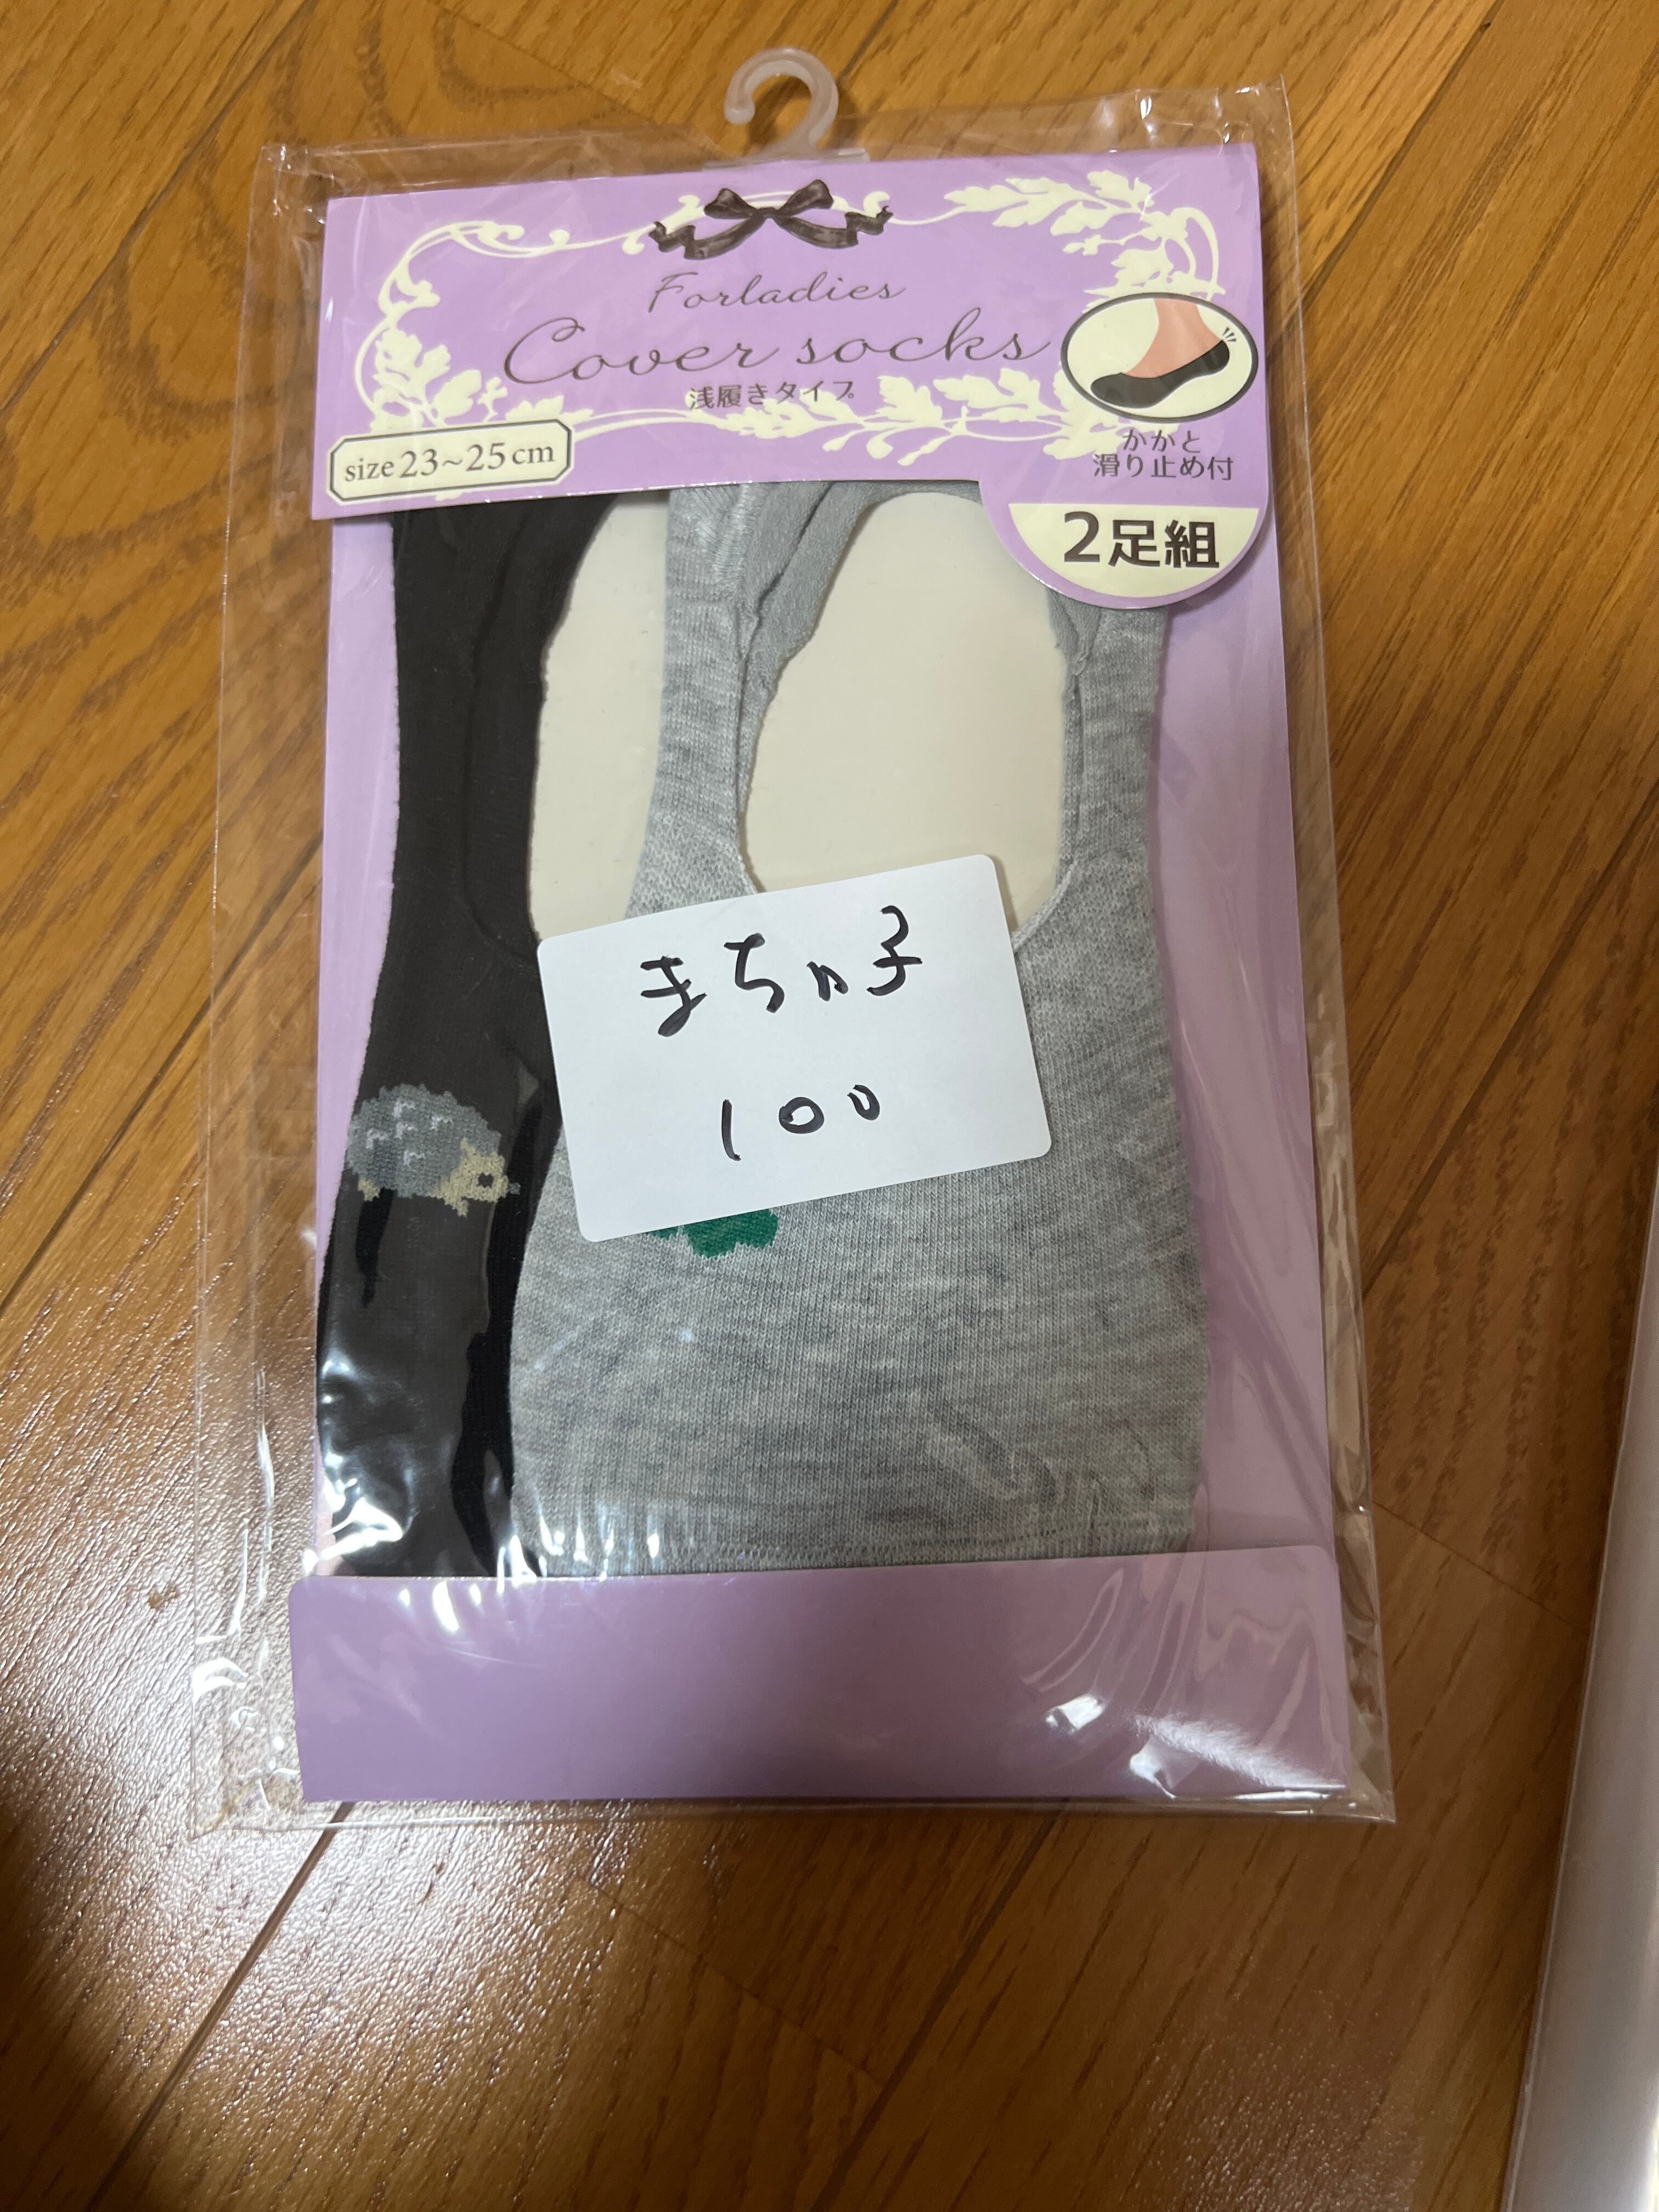 Forladies
Cover socks
浅履きタイプ
size 23~25cm
かかと
滑り止め付
2足組
まちか子
100